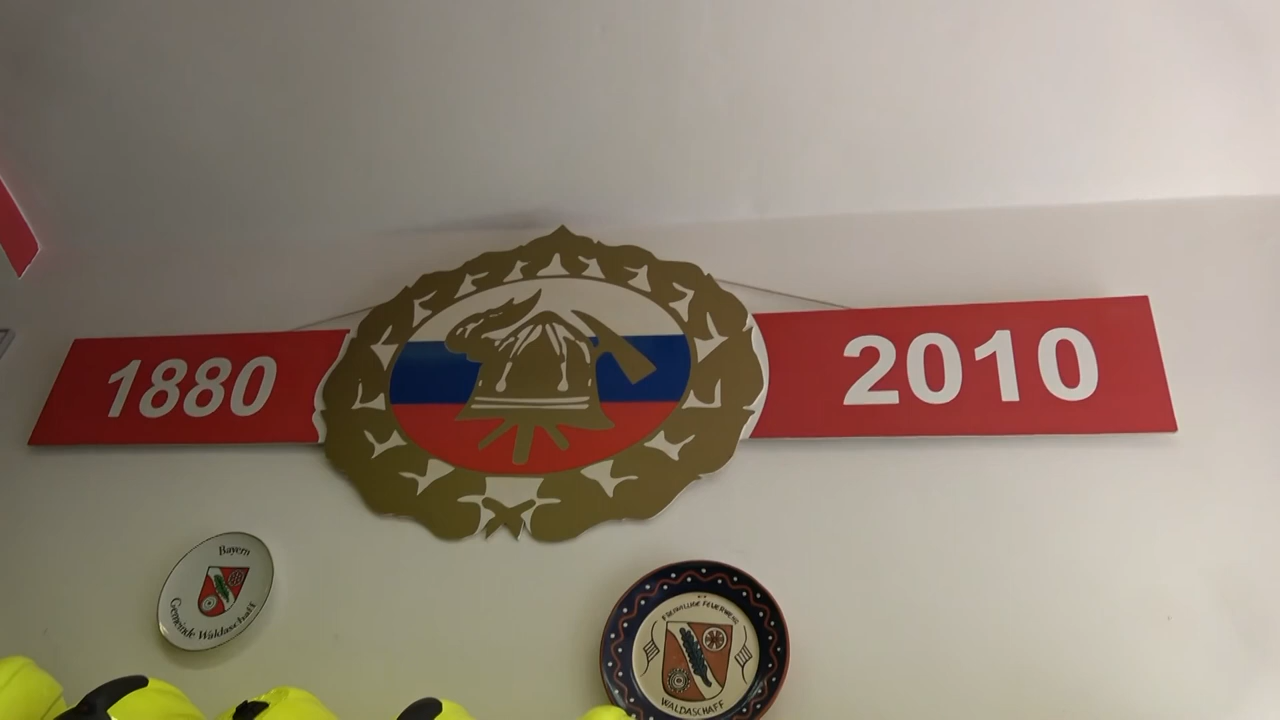 1880
2010
Bayern
Gemeinde Waldaschaff
FREIWILLIGE FEUERWEHR
WALDASCHAFF